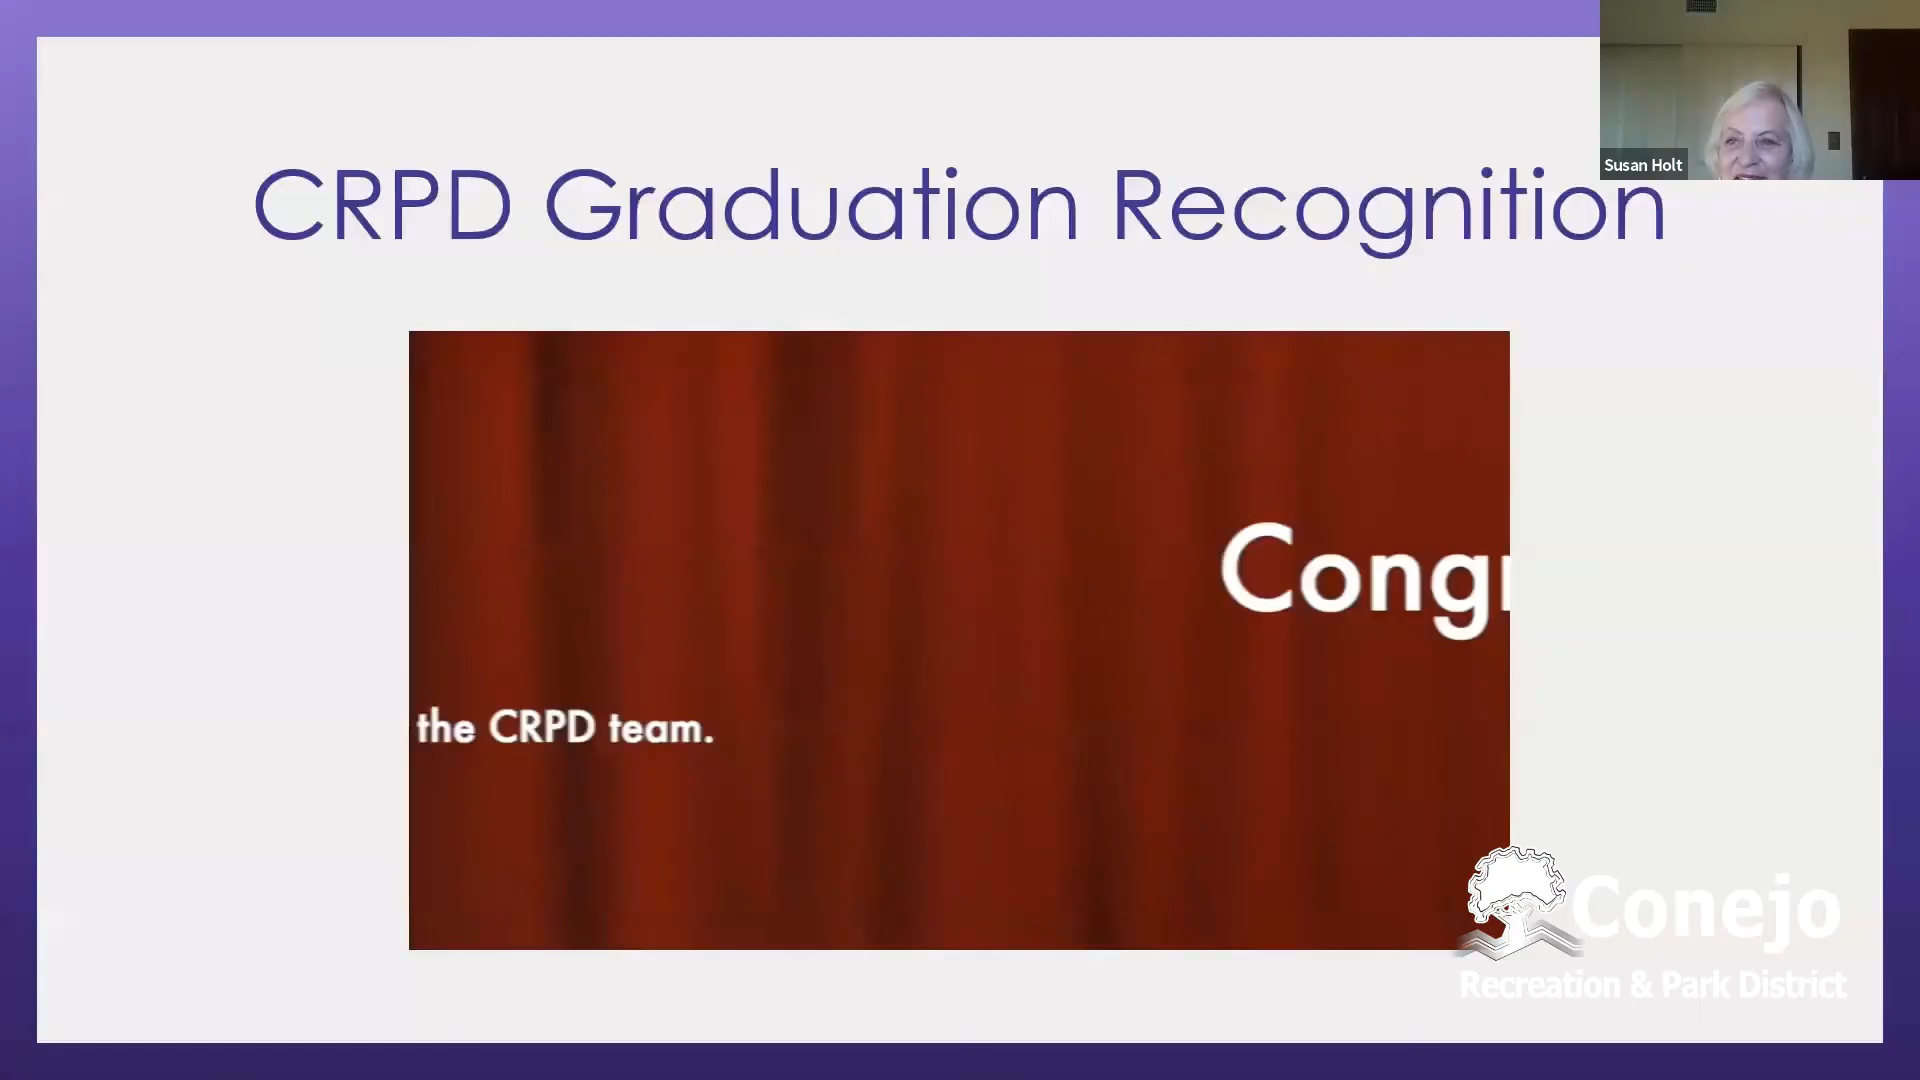 Susan Holt
CRPD Graduation Recognition
Congr
the CRPD team.
Conejo
Recreation & Park District